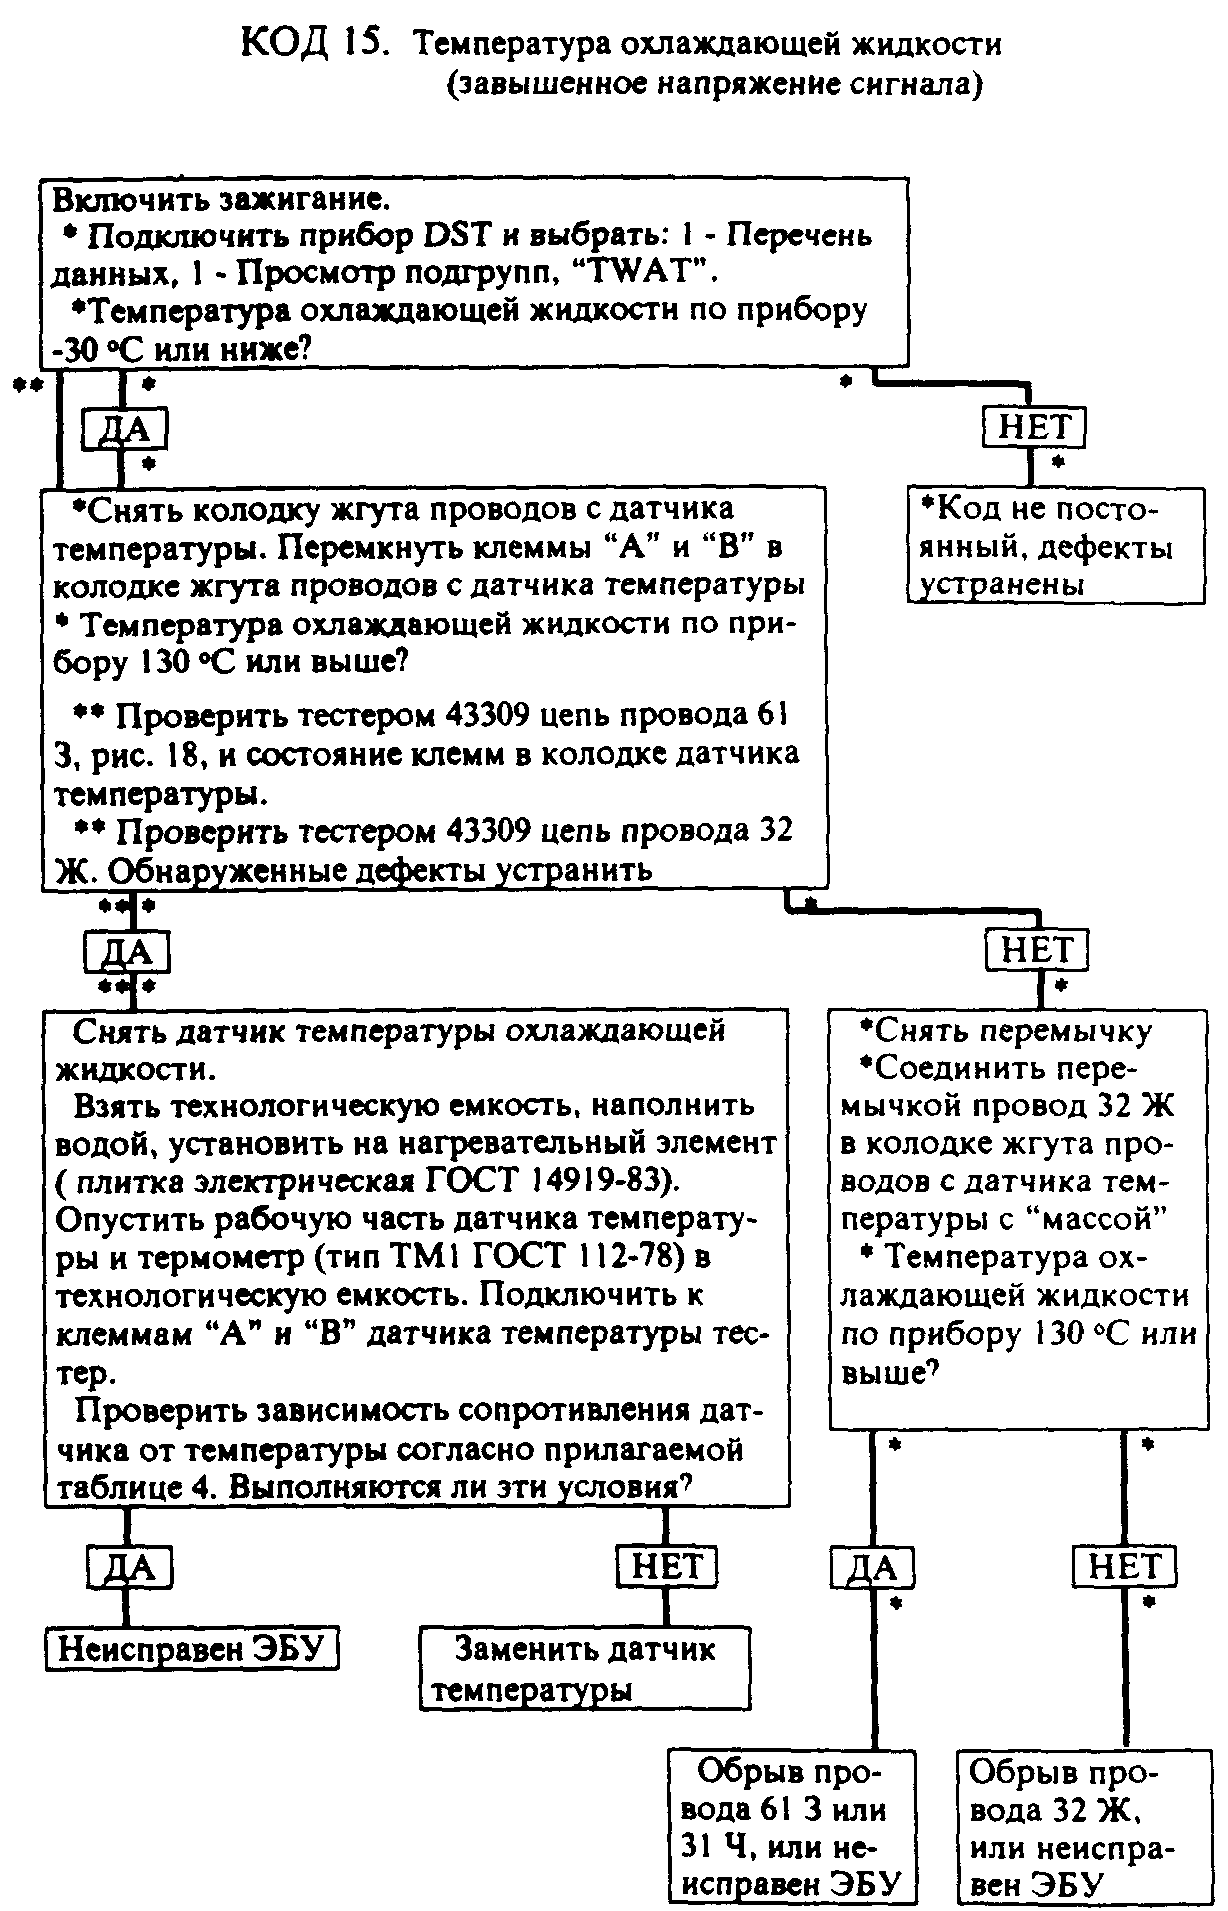 КОД 15. Температура охлаждающей жидкости
(завышенное напряжение сигнала)
Включить зажигание.
* Подключить прибор DST и выбрать: 1 - Перечень
данных, 1 - Просмотр подгрупп, “TWAT”.
*Температура охлаждающей жидкости по прибору
-30 °С или ниже?
**
*
*
ДА
НЕТ
*
*
*Снять колодку жгута проводов с датчика
температуры. Перемкнуть клеммы “А” и “В” в
колодке жгута проводов с датчика температуры
* Температура охлаждающей жидкости по при-
бору 130 °С или выше?
** Проверить тестером 43309 цепь провода 61
З, рис. 18, и состояние клемм в колодке датчика
температуры.
** Проверить тестером 43309 цепь провода 32
Ж. Обнаруженные дефекты устранить
*Код не посто-
янный, дефекты
устранены
** *
*
ДА
НЕТ
** *
*
Снять датчик температуры охлаждающей
жидкости.
Взять технологическую емкость, наполнить
водой, установить на нагревательный элемент
( плитка электрическая ГОСТ 14919-83).
Опустить рабочую часть датчика температу-
ры и термометр (тип ТМ1 ГОСТ 112-78) в
технологическую емкость. Подключить к
клеммам “А” и “В” датчика температуры тес-
тер.
Проверить зависимость сопротивления дат-
чика от температуры согласно прилагаемой
таблице 4. Выполняются ли эти условия?
*Снять перемычку
*Соединить пере-
мычкой провод 32 Ж
в колодке жгута про-
водов с датчика тем-
пературы с “массой”
* Температура ох-
лаждающей жидкости
по прибору 130 °С или
выше?
*
*
ДА
НЕТ
ДА
НЕТ
*
*
Неисправен ЭБУ
Заменить датчик
температуры
Обрыв про-
вода 61 З или
31 Ч, или не-
исправен ЭБУ
Обрыв про-
вода 32 Ж,
или неиспра-
вен ЭБУ